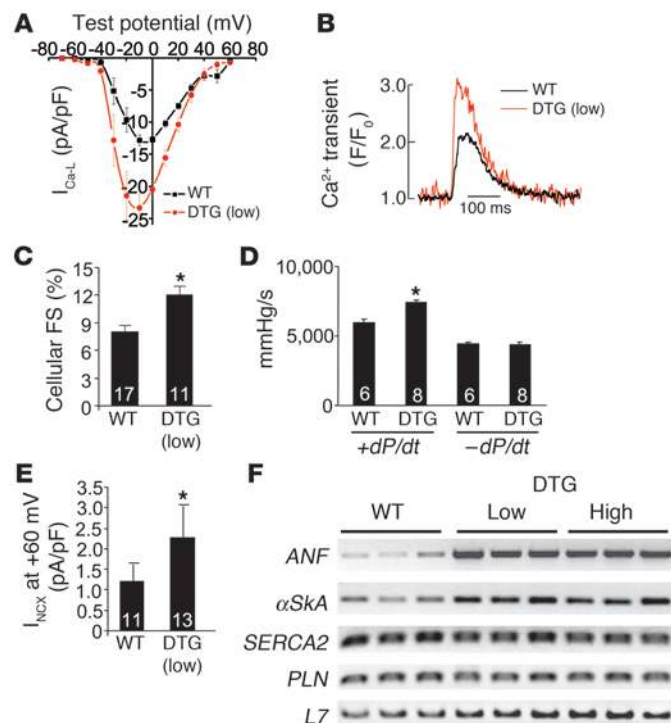 A
Test potential (mV)
-80 -60 -40 -20 0 20 40 60 80
-5
-10
-15
-20
-25
I_Ca-L (pA/pF)
WT
DTG (low)
B
WT
DTG (low)
Ca²⁺ transient
(F/F₀)
3.0
2.0
1.0
100 ms
C
Cellular FS (%)
15
12
9
6
3
0
*
17
11
WT
DTG
(low)
D
mmHg/s
10,000
5,000
0
*
6
8
6
8
WT DTG WT DTG
+dP/dt
−dP/dt
E
I_NCX at +60 mV
(pA/pF)
3.5
3.0
2.5
2.0
1.5
1.0
0.5
0
*
11
13
WT
DTG
(low)
F
DTG
WT
Low
High
ANF
αSkA
SERCA2
PLN
L7